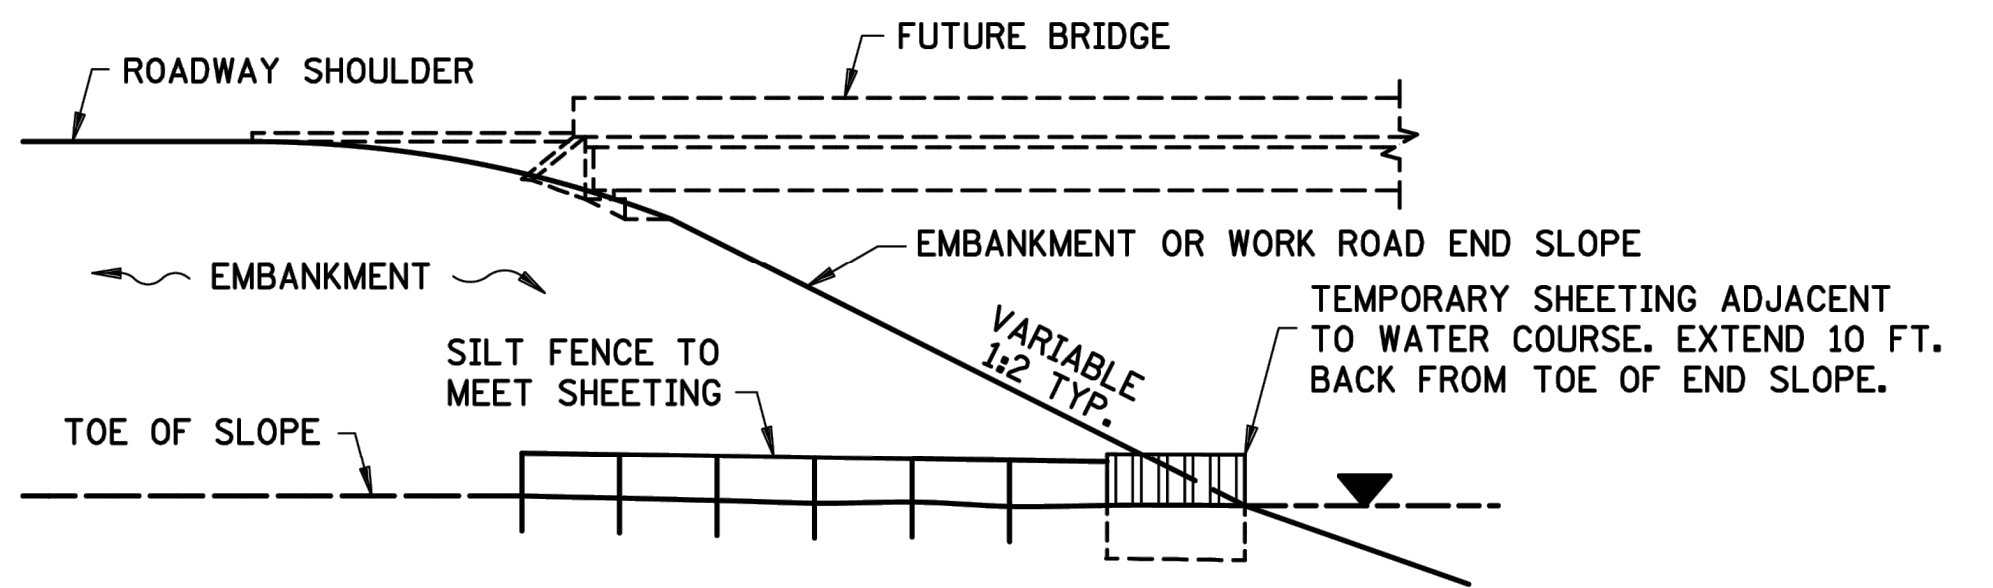 FUTURE BRIDGE
ROADWAY SHOULDER
EMBANKMENT OR WORK ROAD END SLOPE
EMBANKMENT
TEMPORARY SHEETING ADJACENT
TO WATER COURSE. EXTEND 10 FT.
BACK FROM TOE OF END SLOPE.
VARIABLE
1:2 TYP.
SILT FENCE TO
MEET SHEETING
TOE OF SLOPE